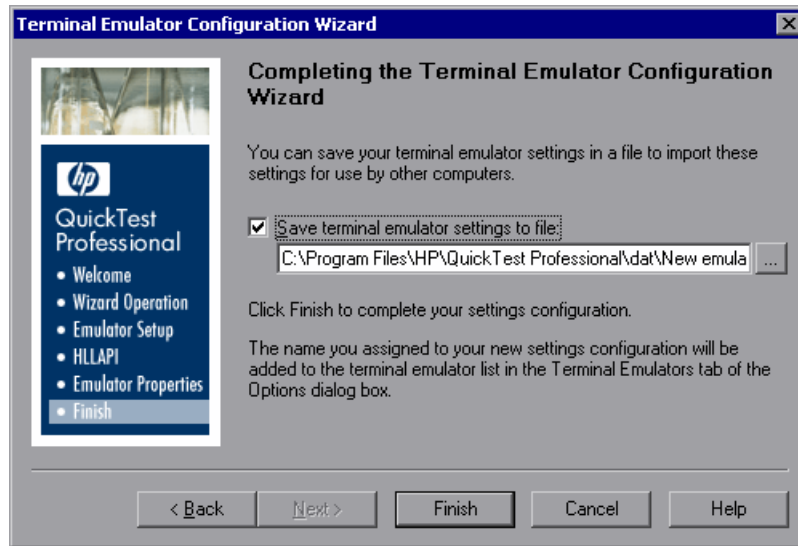 Terminal Emulator Configuration Wizard
hp
QuickTest
Professional
• Welcome
• Wizard Operation
• Emulator Setup
• HLLAPI
• Emulator Properties
• Finish
Completing the Terminal Emulator Configuration
Wizard
You can save your terminal emulator settings in a file to import these
settings for use by other computers.
Save terminal emulator settings to file:
C:\Program Files\HP\QuickTest Professional\dat\New emula
...
Click Finish to complete your settings configuration.
The name you assigned to your new settings configuration will be
added to the terminal emulator list in the Terminal Emulators tab of the
Options dialog box.
< Back
Next >
Finish
Cancel
Help